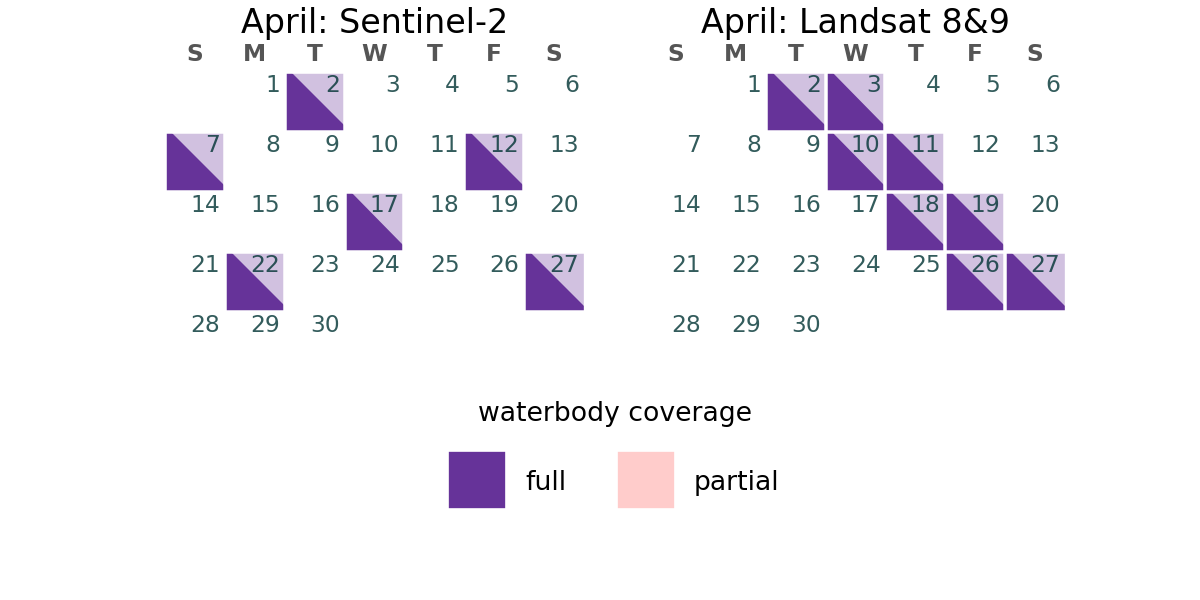 April: Sentinel-2
S M T W T F S
1 2 3 4 5 6
7 8 9 10 11 12 13
14 15 16 17 18 19 20
21 22 23 24 25 26 27
28 29 30
April: Landsat 8&9
S M T W T F S
1 2 3 4 5 6
7 8 9 10 11 12 13
14 15 16 17 18 19 20
21 22 23 24 25 26 27
28 29 30
waterbody coverage
full
partial